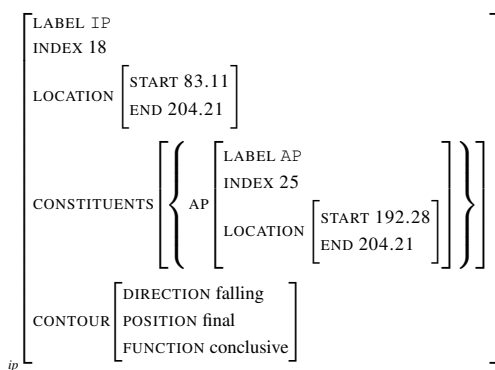 LABEL IP
INDEX 18
LOCATION
START 83.11
END 204.21
CONSTITUENTS
AP
LABEL AP
INDEX 25
LOCATION
START 192.28
END 204.21
CONTOUR
DIRECTION falling
POSITION final
FUNCTION conclusive
ip